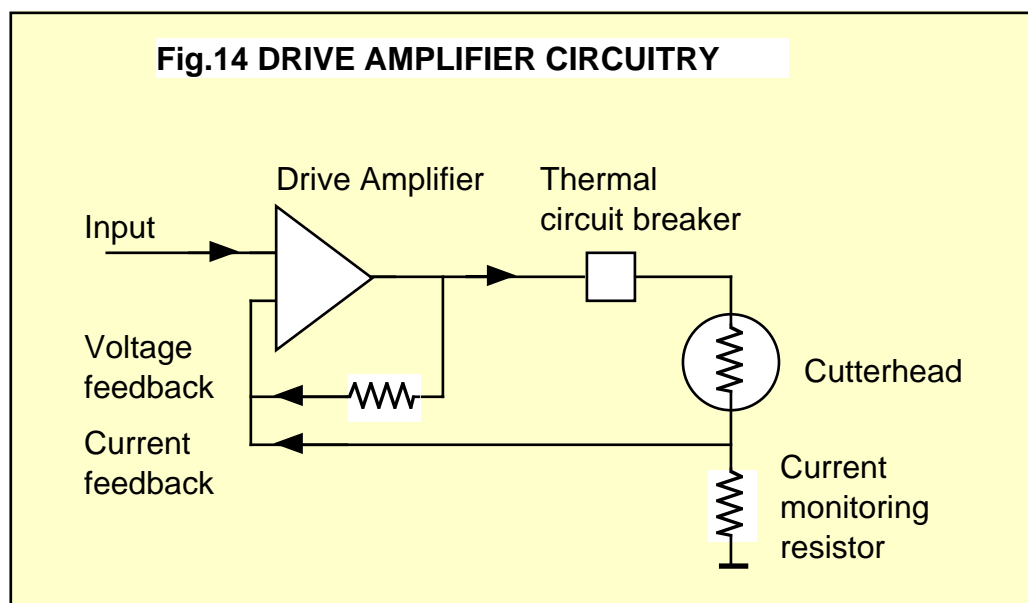 Fig.14 DRIVE AMPLIFIER CIRCUITRY
Drive Amplifier
Thermal
circuit breaker
Input
Voltage
feedback
Cutterhead
Current
feedback
Current
monitoring
resistor